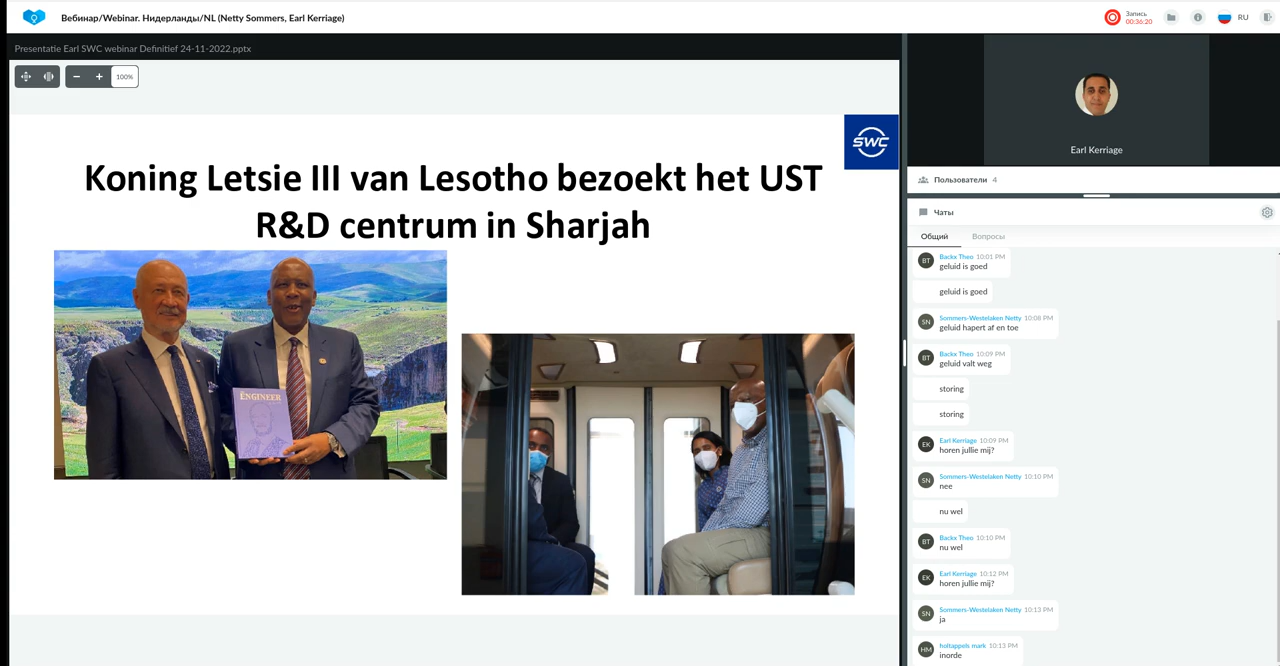 Вебинар/Webinar. Нидерланды/NL (Netty Sommers, Earl Kerriage)
Запись
00:36:20
RU
Presentatie Earl SWC webinar Definitief 24-11-2022.pptx
100%
SWC
Koning Letsie III van Lesotho bezoekt het UST
R&D centrum in Sharjah
ENGINEER
Earl Kerriage
Пользователи 4
Чаты
Общий
Вопросы
BT
Backx Theo 10:01 PM
geluid is goed
geluid is goed
SN
Sommers-Westelaken Netty 10:08 PM
geluid hapert af en toe
BT
Backx Theo 10:09 PM
geluid valt weg
storing
storing
EK
Earl Kerriage 10:09 PM
horen jullie mij?
SN
Sommers-Westelaken Netty 10:10 PM
nee
nu wel
BT
Backx Theo 10:10 PM
nu wel
EK
Earl Kerriage 10:12 PM
horen jullie mij?
SN
Sommers-Westelaken Netty 10:13 PM
ja
HM
holtappels mark 10:13 PM
inorde